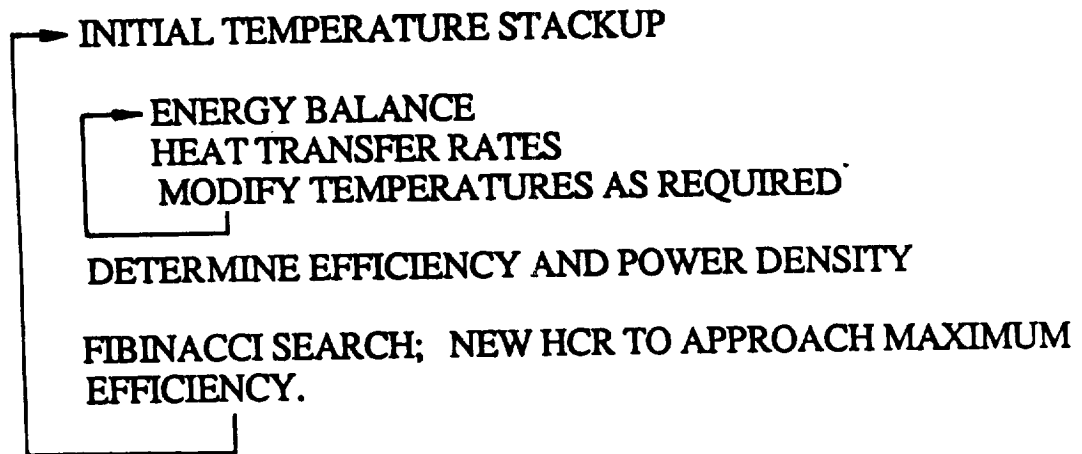 INITIAL TEMPERATURE STACKUP
ENERGY BALANCE
HEAT TRANSFER RATES
MODIFY TEMPERATURES AS REQUIRED
DETERMINE EFFICIENCY AND POWER DENSITY
FIBINACCI SEARCH; NEW HCR TO APPROACH MAXIMUM
EFFICIENCY.